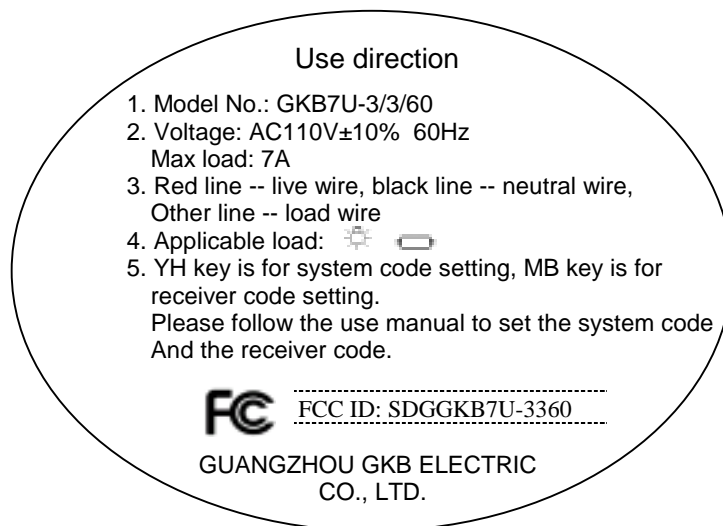 Use direction
1. Model No.: GKB7U-3/3/60
2. Voltage: AC110V±10% 60Hz
Max load: 7A
3. Red line -- live wire, black line -- neutral wire,
Other line -- load wire
4. Applicable load:
5. YH key is for system code setting, MB key is for
receiver code setting.
Please follow the use manual to set the system code
And the receiver code.
FC FCC ID: SDGGKB7U-3360
GUANGZHOU GKB ELECTRIC
CO., LTD.